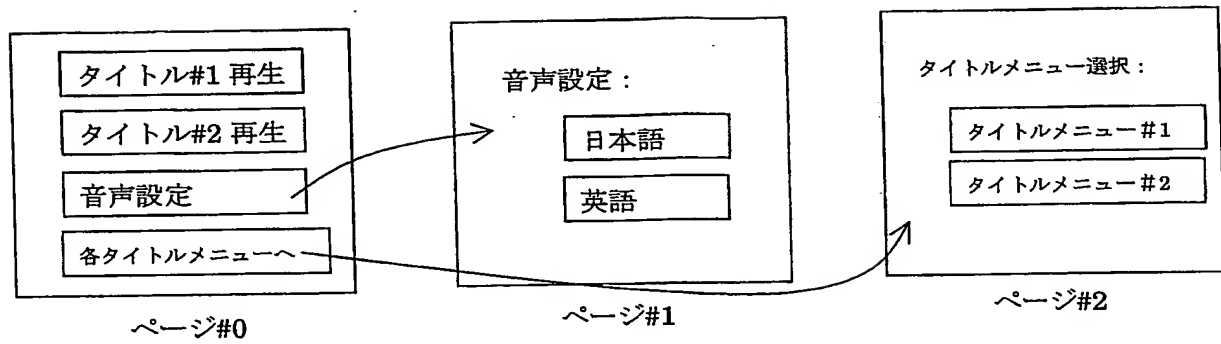 タイトル#1 再生
タイトル#2 再生
音声設定
各タイトルメニューへ
ページ#0
音声設定：
日本語
英語
ページ#1
タイトルメニュー選択：
タイトルメニュー#1
タイトルメニュー#2
ページ#2